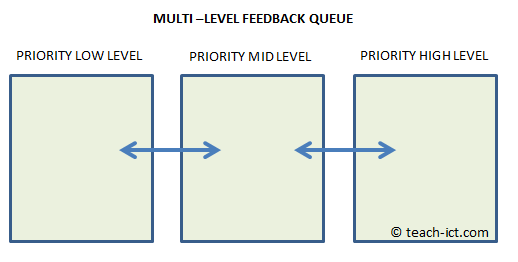 MULTI –LEVEL FEEDBACK QUEUE
PRIORITY LOW LEVEL
PRIORITY MID LEVEL
PRIORITY HIGH LEVEL
© teach-ict.com